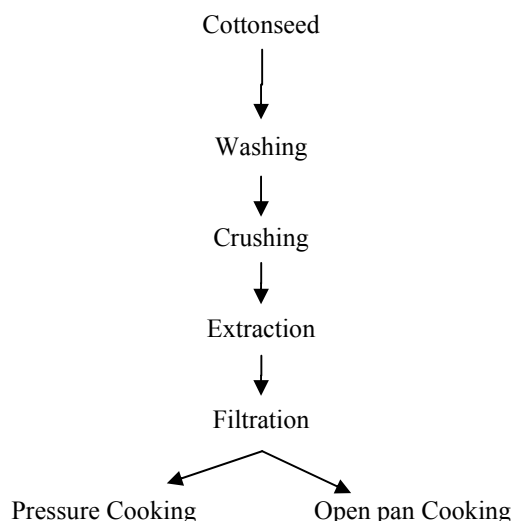 Cottonseed
Washing
Crushing
Extraction
Filtration
Pressure Cooking
Open pan Cooking